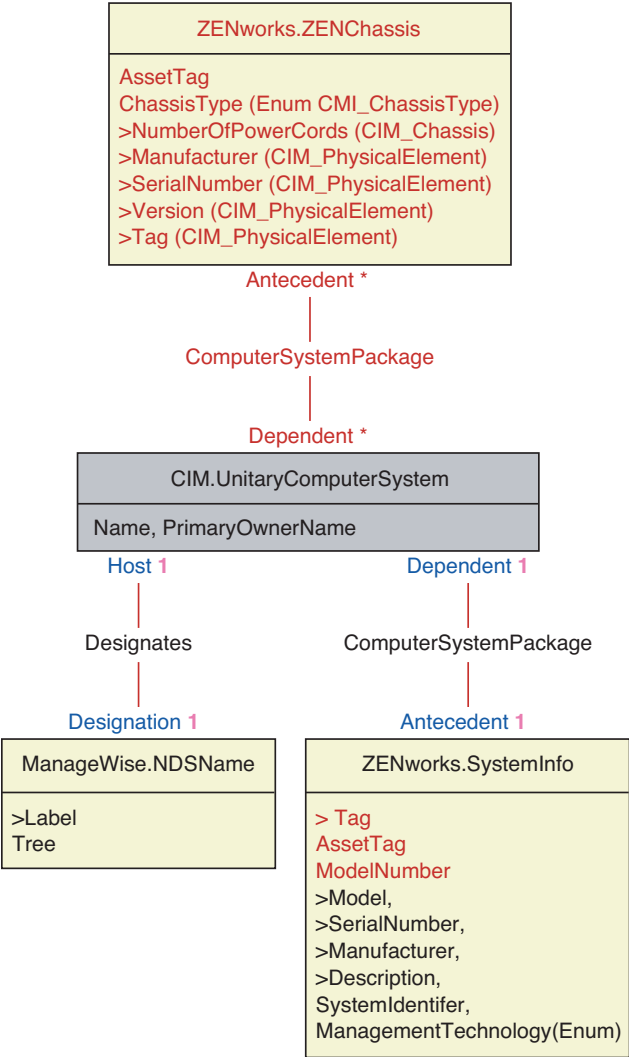 ZENworks.ZENChassis
AssetTag
ChassisType (Enum CMI_ChassisType)
>NumberOfPowerCords (CIM_Chassis)
>Manufacturer (CIM_PhysicalElement)
>SerialNumber (CIM_PhysicalElement)
>Version (CIM_PhysicalElement)
>Tag (CIM_PhysicalElement)
Antecedent *
ComputerSystemPackage
Dependent *
CIM.UnitaryComputerSystem
Name, PrimaryOwnerName
Host 1
Dependent 1
Designates
ComputerSystemPackage
Designation 1
Antecedent 1
ManageWise.NDSName
>Label
Tree
ZENworks.SystemInfo
> Tag
AssetTag
ModelNumber
>Model,
>SerialNumber,
>Manufacturer,
>Description,
SystemIdentifer,
ManagementTechnology(Enum)